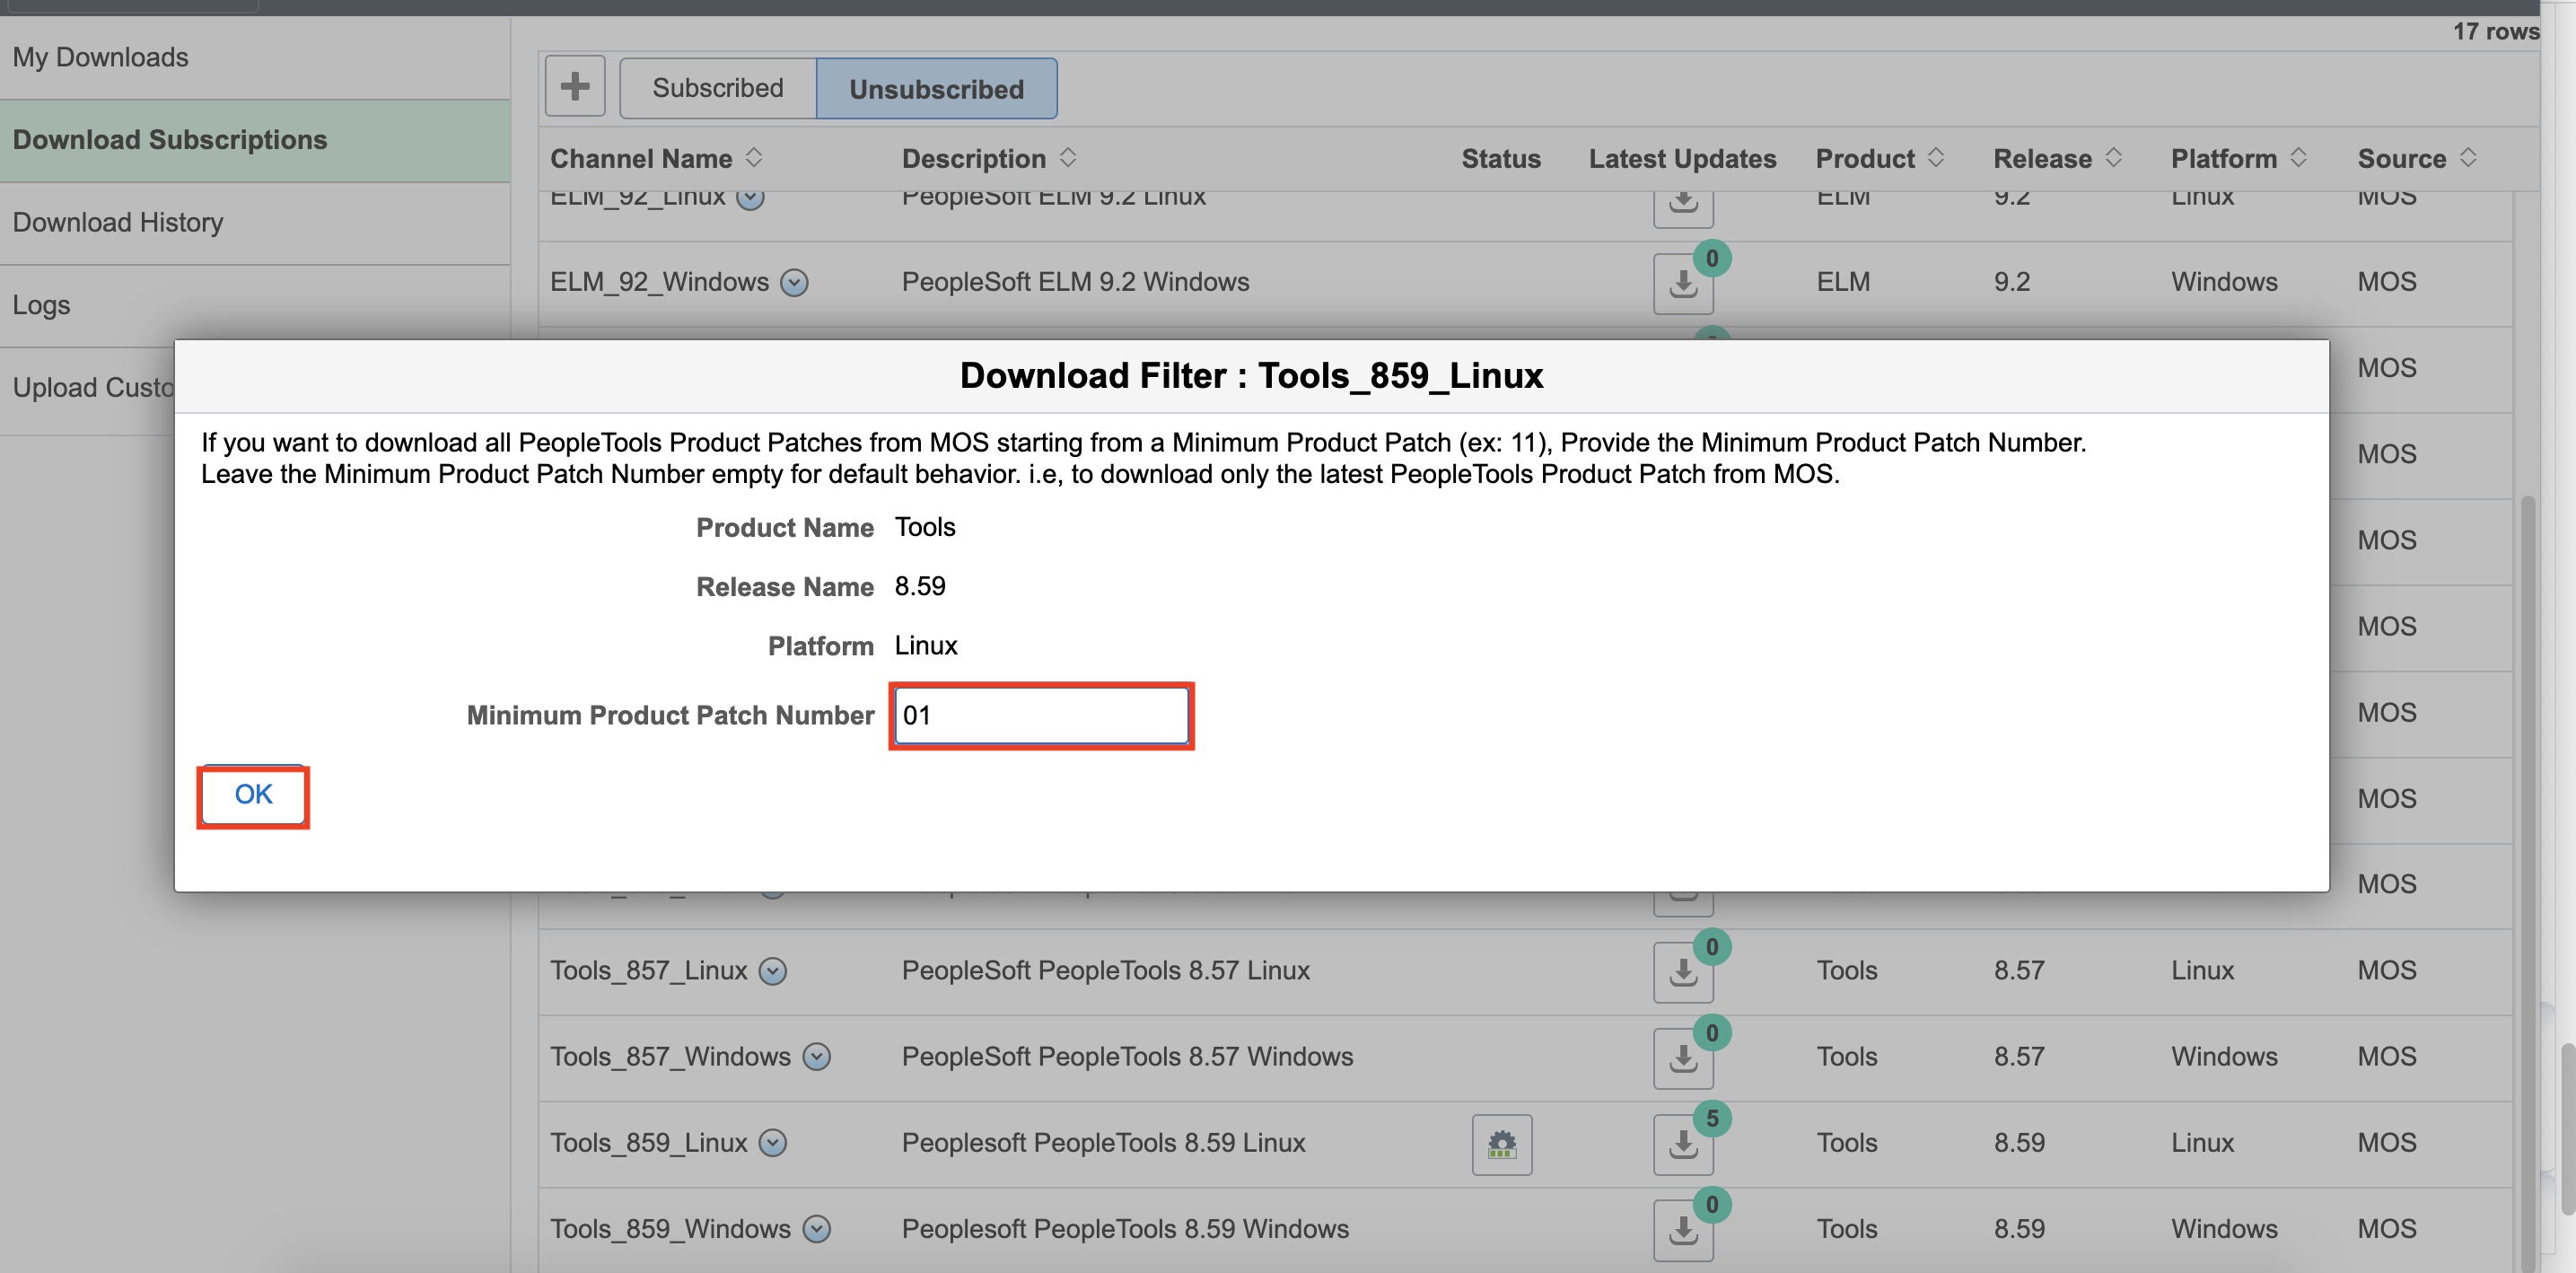 17 rows
My Downloads
Download Subscriptions
Download History
Logs
Upload Custo
Subscribed
Unsubscribed
Channel Name Description Status Latest Updates Product Release Platform Source
ELM_92_Linux PeopleSoft ELM 9.2 Linux ELM 9.2 Linux MOS
ELM_92_Windows PeopleSoft ELM 9.2 Windows 0 ELM 9.2 Windows MOS
MOS
MOS
MOS
MOS
MOS
MOS
MOS
Download Filter : Tools_859_Linux
If you want to download all PeopleTools Product Patches from MOS starting from a Minimum Product Patch (ex: 11), Provide the Minimum Product Patch Number.
Leave the Minimum Product Patch Number empty for default behavior. i.e, to download only the latest PeopleTools Product Patch from MOS.
Product Name Tools
Release Name 8.59
Platform Linux
Minimum Product Patch Number 01
OK
Tools_857_Linux PeopleSoft PeopleTools 8.57 Linux 0 Tools 8.57 Linux MOS
Tools_857_Windows PeopleSoft PeopleTools 8.57 Windows 0 Tools 8.57 Windows MOS
Tools_859_Linux Peoplesoft PeopleTools 8.59 Linux 5 Tools 8.59 Linux MOS
Tools_859_Windows Peoplesoft PeopleTools 8.59 Windows 0 Tools 8.59 Windows MOS